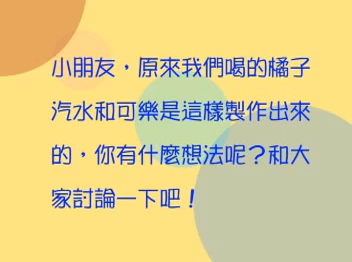 小朋友，原來我們喝的橘子
汽水和可樂是這樣製作出來
的，你有什麼想法呢？和大
家討論一下吧！